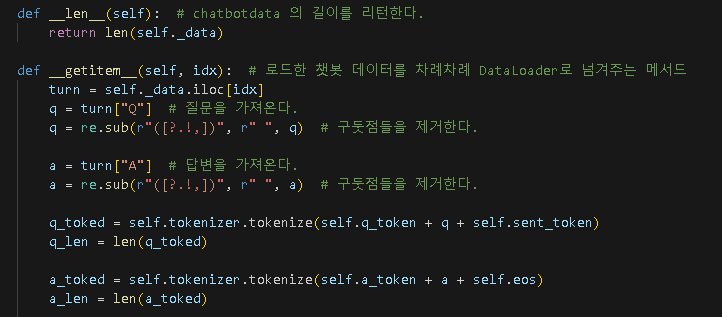 def __len__(self):  # chatbotdata 의 길이를 리턴한다.
    return len(self._data)

def __getitem__(self, idx):  # 로드한 챗봇 데이터를 차례차례 DataLoader로 넘겨주는 메서드
    turn = self._data.iloc[idx]
    q = turn["Q"]  # 질문을 가져온다.
    q = re.sub(r"([?.!,])", r" ", q)  # 구둣점들을 제거한다.

    a = turn["A"]  # 답변을 가져온다.
    a = re.sub(r"([?.!,])", r" ", a)  # 구둣점들을 제거한다.

    q_toked = self.tokenizer.tokenize(self.q_token + q + self.sent_token)
    q_len = len(q_toked)

    a_toked = self.tokenizer.tokenize(self.a_token + a + self.eos)
    a_len = len(a_toked)